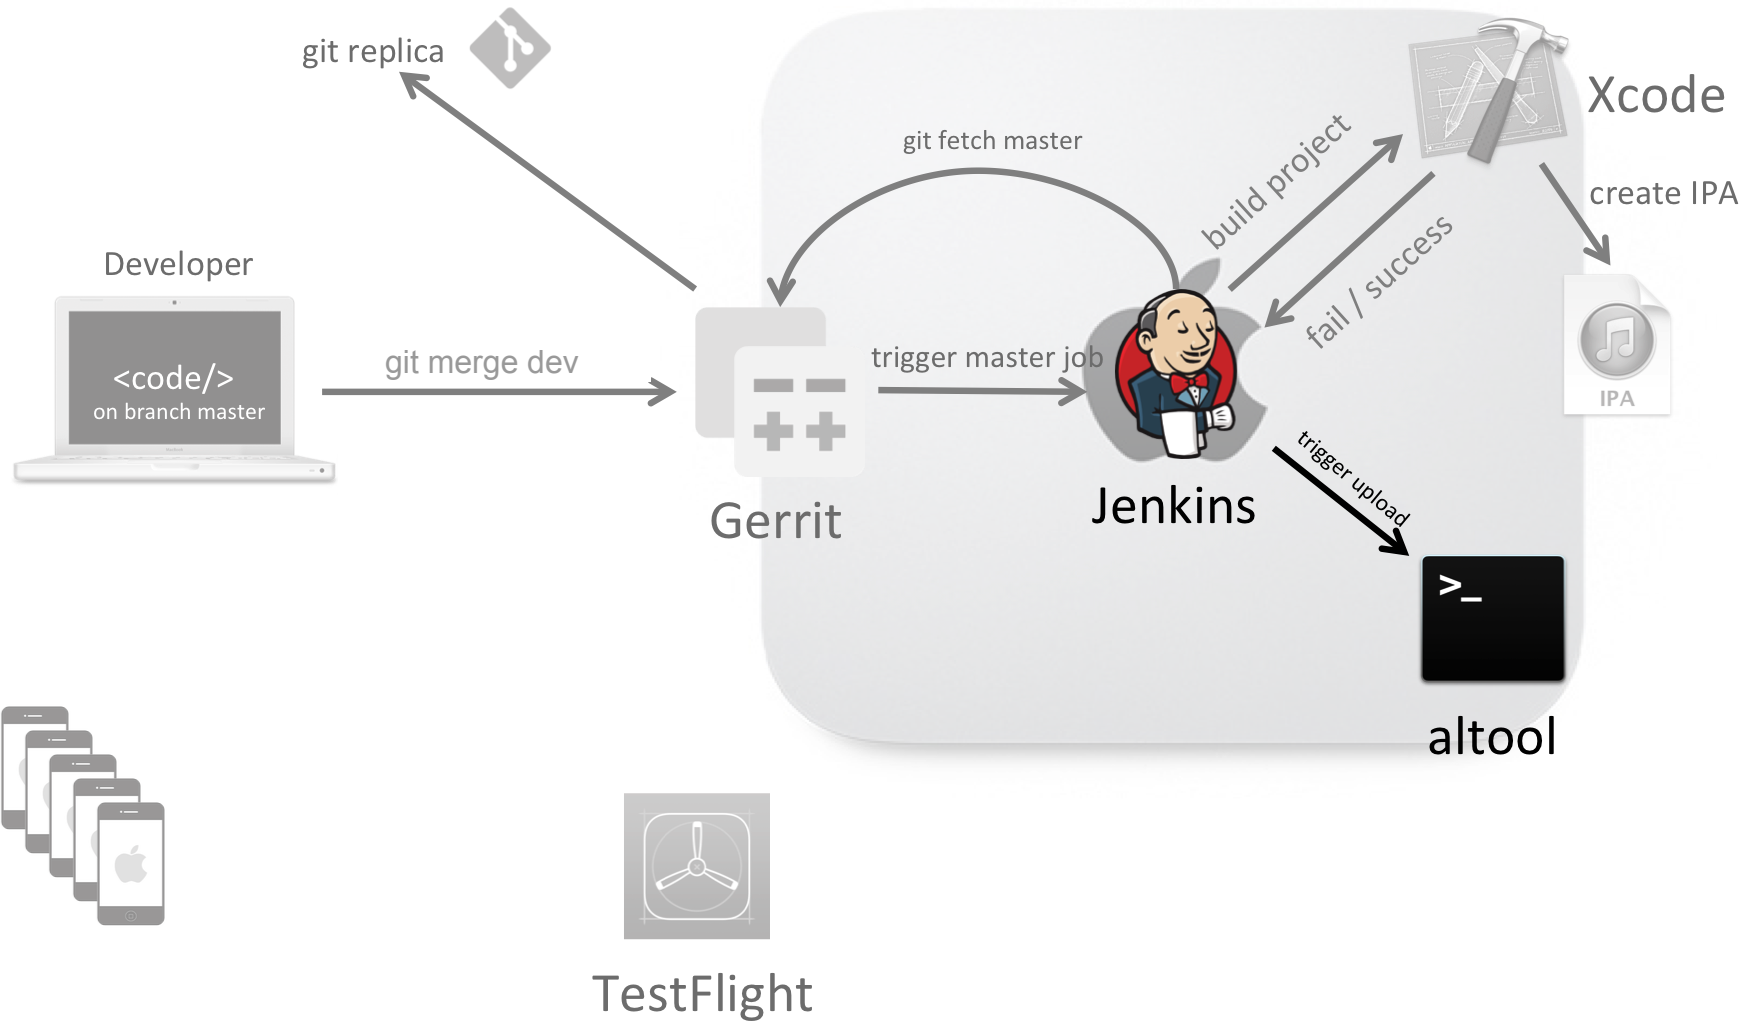 git replica
Xcode
git fetch master
build project
create IPA
fail / success
Developer
<code/>
on branch master
git merge dev
trigger master job
IPA
Gerrit
Jenkins
trigger upload
>_
altool
TestFlight